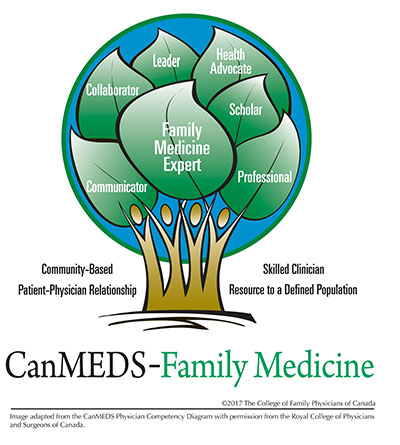 Leader
Health
Advocate
Collaborator
Scholar
Family
Medicine
Expert
Communicator
Professional
Community-Based
Patient-Physician Relationship
Skilled Clinician
Resource to a Defined Population
CanMEDS-Family Medicine
©2017 The College of Family Physicians of Canada
Image adapted from the CanMEDS Physician Competency Diagram with permission from the Royal College of Physicians
and Surgeons of Canada.